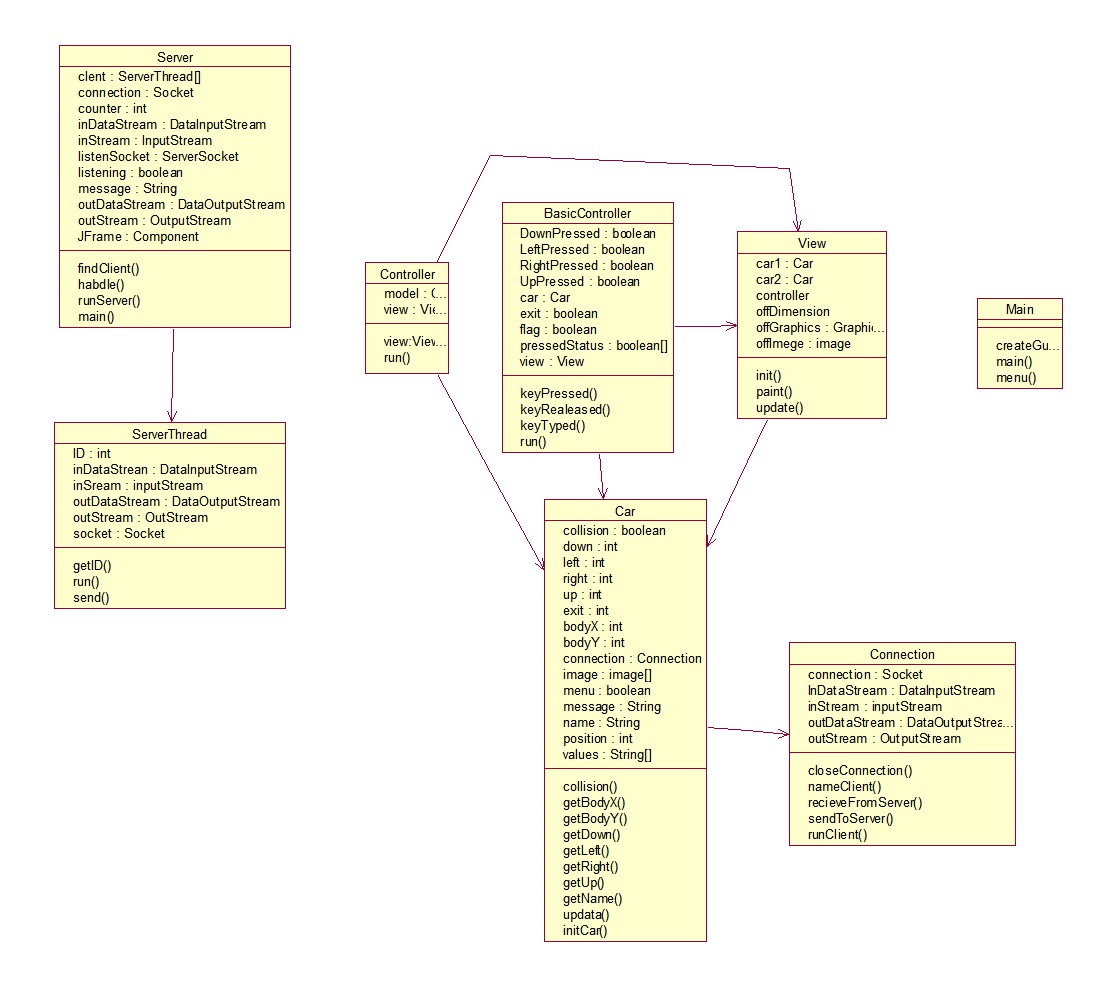 Server
clent : ServerThread[]
connection : Socket
counter : int
inDataStream : DataInputStream
inStream : InputStream
listenSocket : ServerSocket
listening : boolean
message : String
outDataStream : DataOutputStream
outStream : OutputStream
JFrame : Component
findClient()
habdle()
runServer()
main()
ServerThread
ID : int
inDataStrean : DataInputStream
inSream : inputStream
outDataStream : DataOutputStream
outStream : OutStream
socket : Socket
getID()
run()
send()
Controller
model : C...
view : Vie...
view:View...
run()
BasicController
DownPressed : boolean
LeftPressed : boolean
RightPressed : boolean
UpPressed : boolean
car : Car
exit : boolean
flag : boolean
pressedStatus : boolean[]
view : View
keyPressed()
keyRealeased()
keyTyped()
run()
View
car1 : Car
car2 : Car
controller
offDimension
offGraphics : Graphi...
offImege : image
init()
paint()
update()
Main
createGu...
main()
menu()
Car
collision : boolean
down : int
left : int
right : int
up : int
exit : int
bodyX : int
bodyY : int
connection : Connection
image : image[]
menu : boolean
message : String
name : String
position : int
values : String[]
collision()
getBodyX()
getBodyY()
getDown()
getLeft()
getRight()
getUp()
getName()
updata()
initCar()
Connection
connection : Socket
InDataStream : DataInputStream
inStream : inputStream
outDataStream : DataOutputStrea...
outStream : OutputStream
closeConnection()
nameClient()
recieveFromServer()
sendToServer()
runClient()